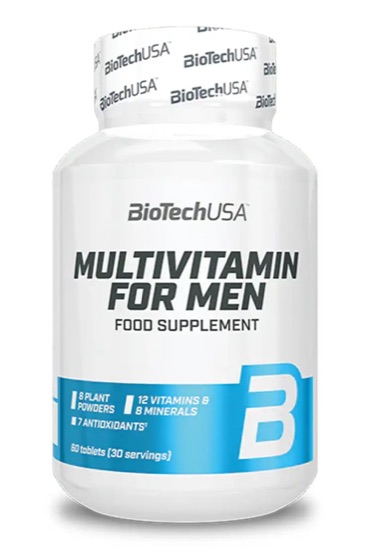 BioTechUSA
BioTechUSA
BioTechUSA
BioTechUSA
BioTechUSA™
MULTIVITAMIN
FOR MEN
FOOD SUPPLEMENT
8 PLANT
POWDERS
12 VITAMINS &
8 MINERALS
7 ANTIOXIDANTS†
60 tablets (30 servings)
B